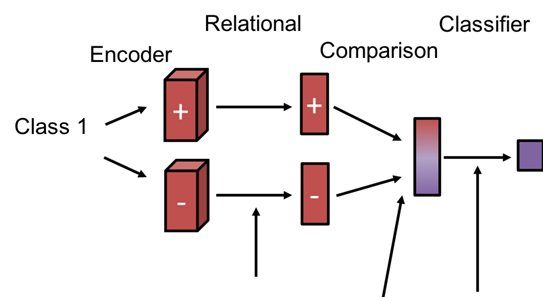 Classifier
Relational
Comparison
Encoder
+
+
Class 1
-
-